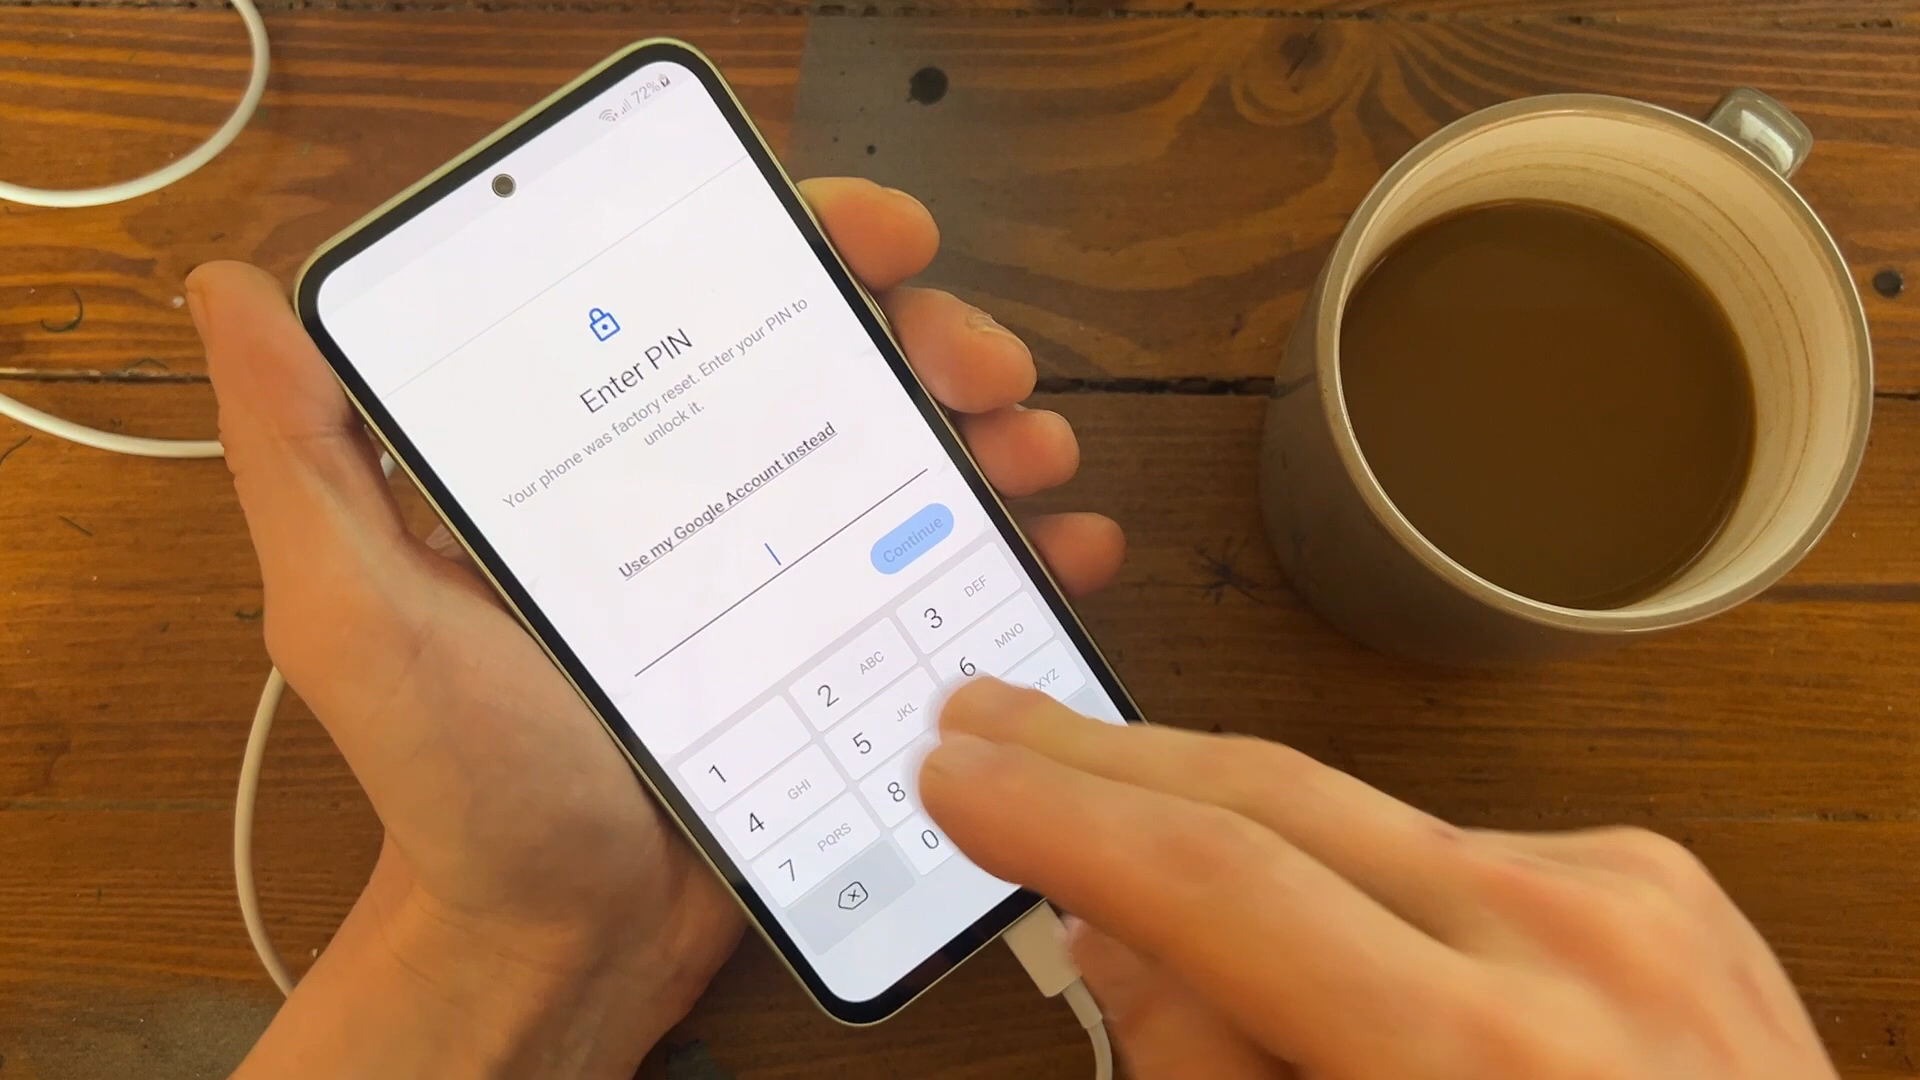 72%
Enter PIN
Your phone was factory reset. Enter your PIN to
unlock it.
Use my Google Account instead
Continue
1
2 ABC
3 DEF
4 GHI
5 JKL
6 MNO
7 PQRS
8
WXYZ
0